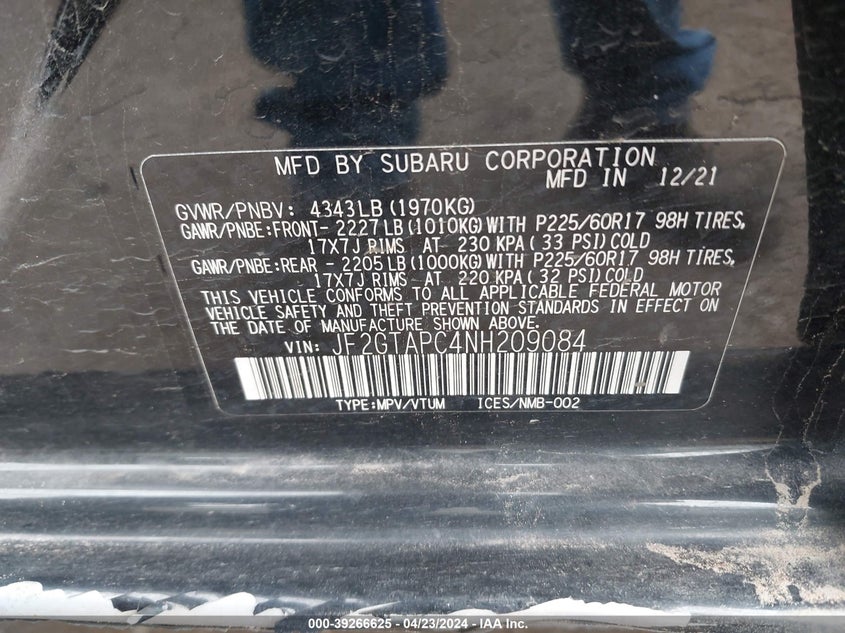 MFD BY SUBARU CORPORATION
MFD IN 12/21
GVWR/PNBV: 4343LB (1970KG)
GAWR/PNBE:FRONT- 2227LB (1010KG) WITH P225/60R17 98H TIRES,
17X7J RIMS AT 230 KPA (33 PSI) COLD
GAWR/PNBE:REAR - 2205LB (1000KG) WITH P225/60R17 98H TIRES,
17X7J RIMS AT 220 KPA (32 PSI) COLD
THIS VEHICLE CONFORMS TO ALL APPLICABLE FEDERAL MOTOR
VEHICLE SAFETY AND THEFT PREVENTION STANDARDS IN EFFECT ON
THE DATE OF MANUFACTURE SHOWN ABOVE.
VIN: JF2GTAPC4NH209084
TYPE:MPV/VTUM ICES/NMB-002
000-39266625 - 04/23/2024 - IAA Inc.